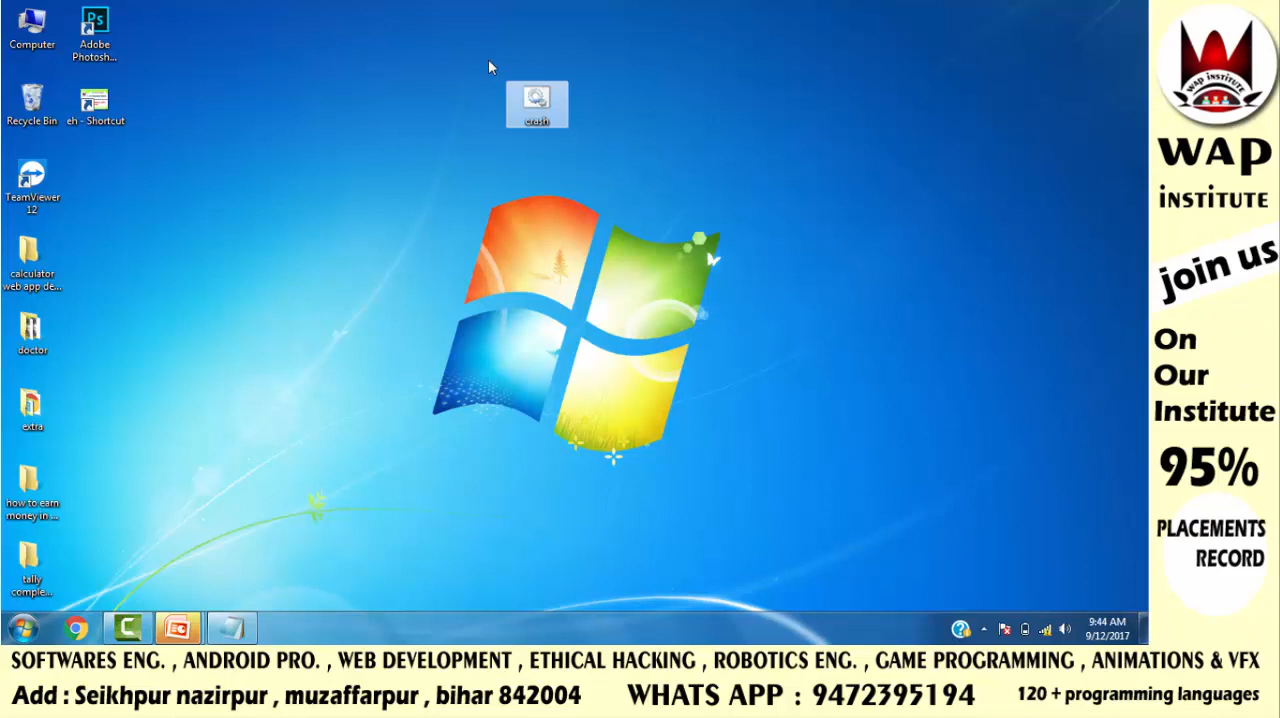 Computer
Adobe
Photosh...
Recycle Bin
eh - Shortcut
crash
TeamViewer
12
calculator
web app de...
doctor
extra
how to earn
money in ...
tally
comple...
9:44 AM
9/12/2017
wap institute
WAP
INSTITUTE
join us
On
Our
Institute
95%
PLACEMENTS
RECORD
SOFTWARES ENG. , ANDROID PRO. , WEB DEVELOPMENT , ETHICAL HACKING , ROBOTICS ENG. , GAME PROGRAMMING , ANIMATIONS & VFX
Add : Seikhpur nazirpur , muzaffarpur , bihar 842004 WHATS APP : 9472395194 120 + programming languages